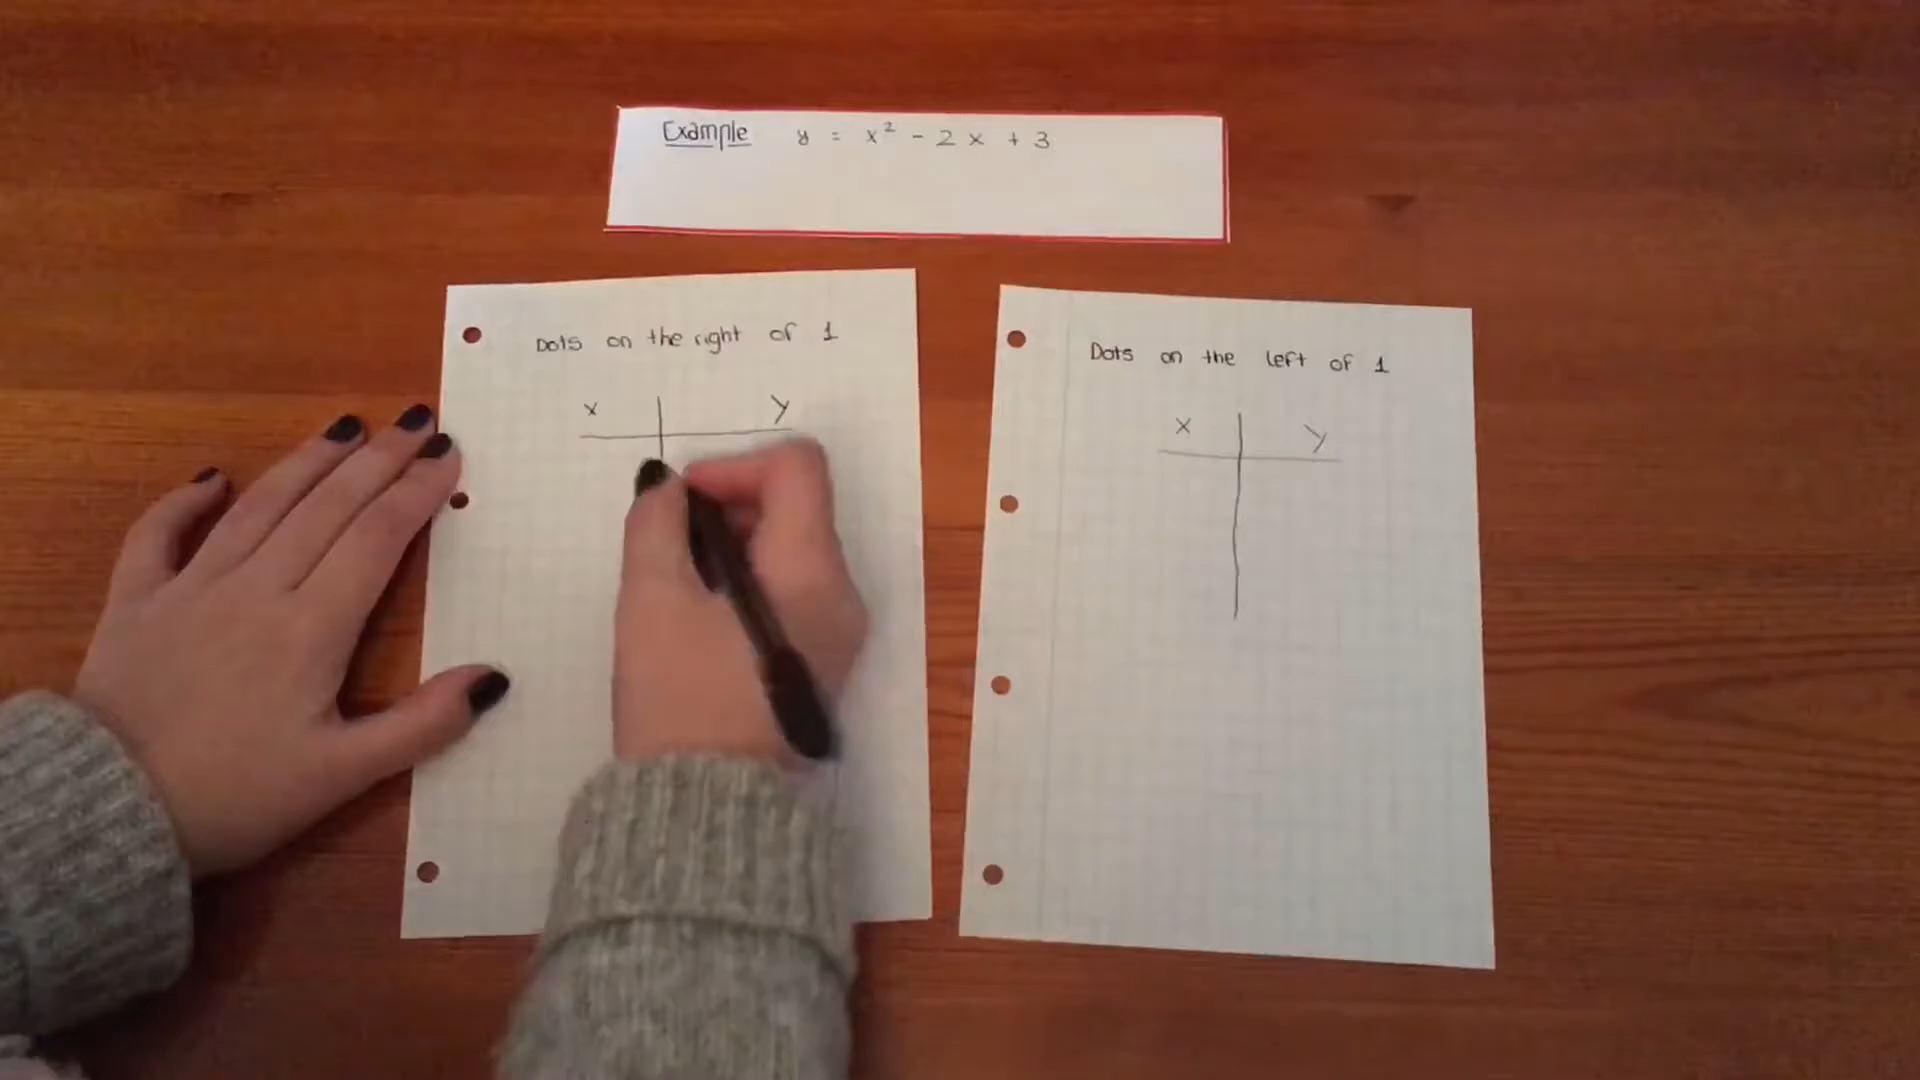 Example y = x² - 2x + 3
Dots on the right of 1
x y
Dots on the left of 1
x y